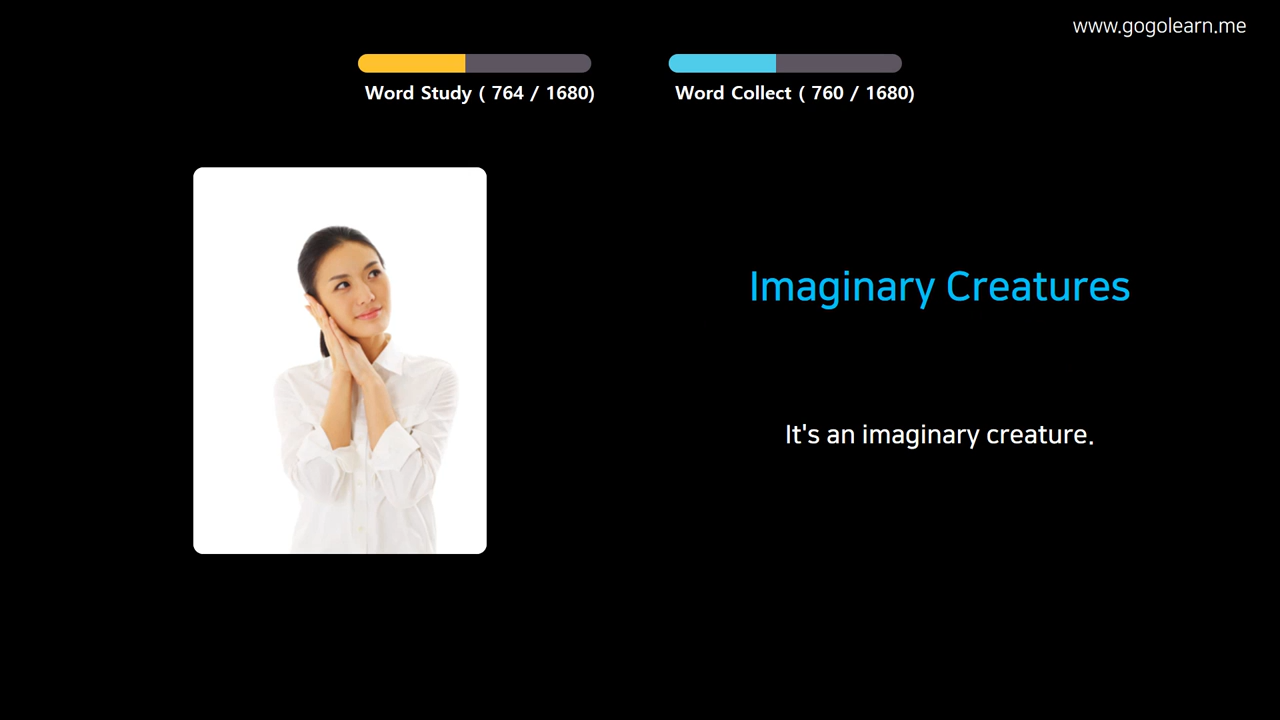 www.gogolearn.me
Word Study ( 764 / 1680)
Word Collect ( 760 / 1680)
Imaginary Creatures
It's an imaginary creature.